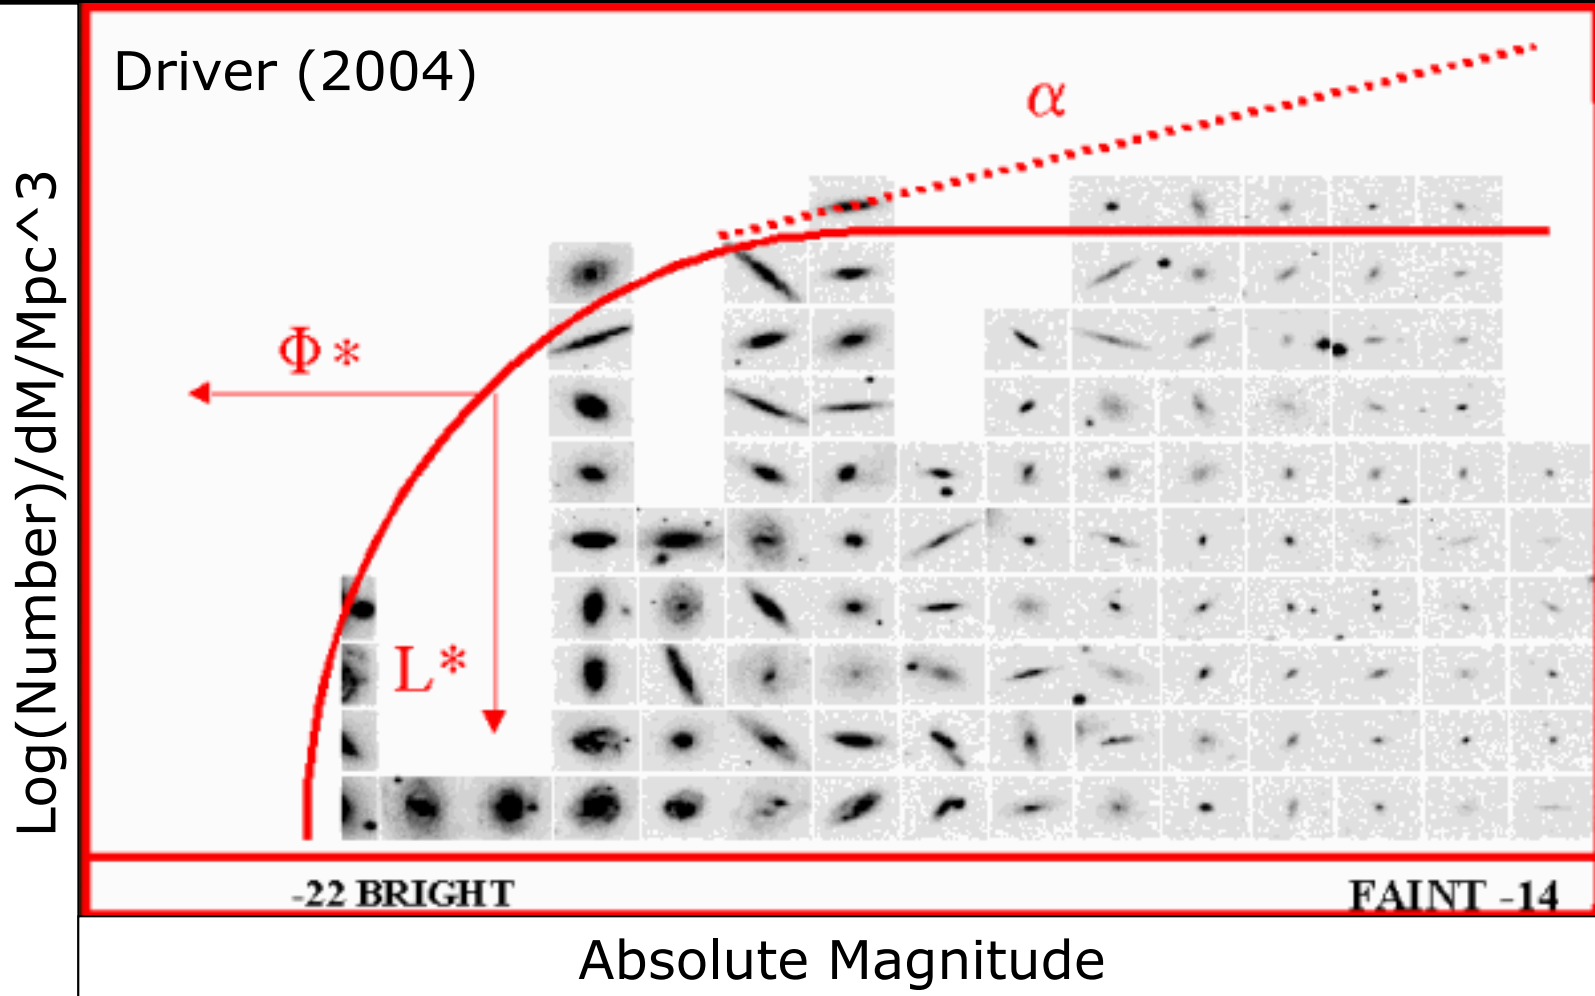 Driver (2004)
α
Φ*
L*
Log(Number)/dM/Mpc^3
-22 BRIGHT
FAINT -14
Absolute Magnitude